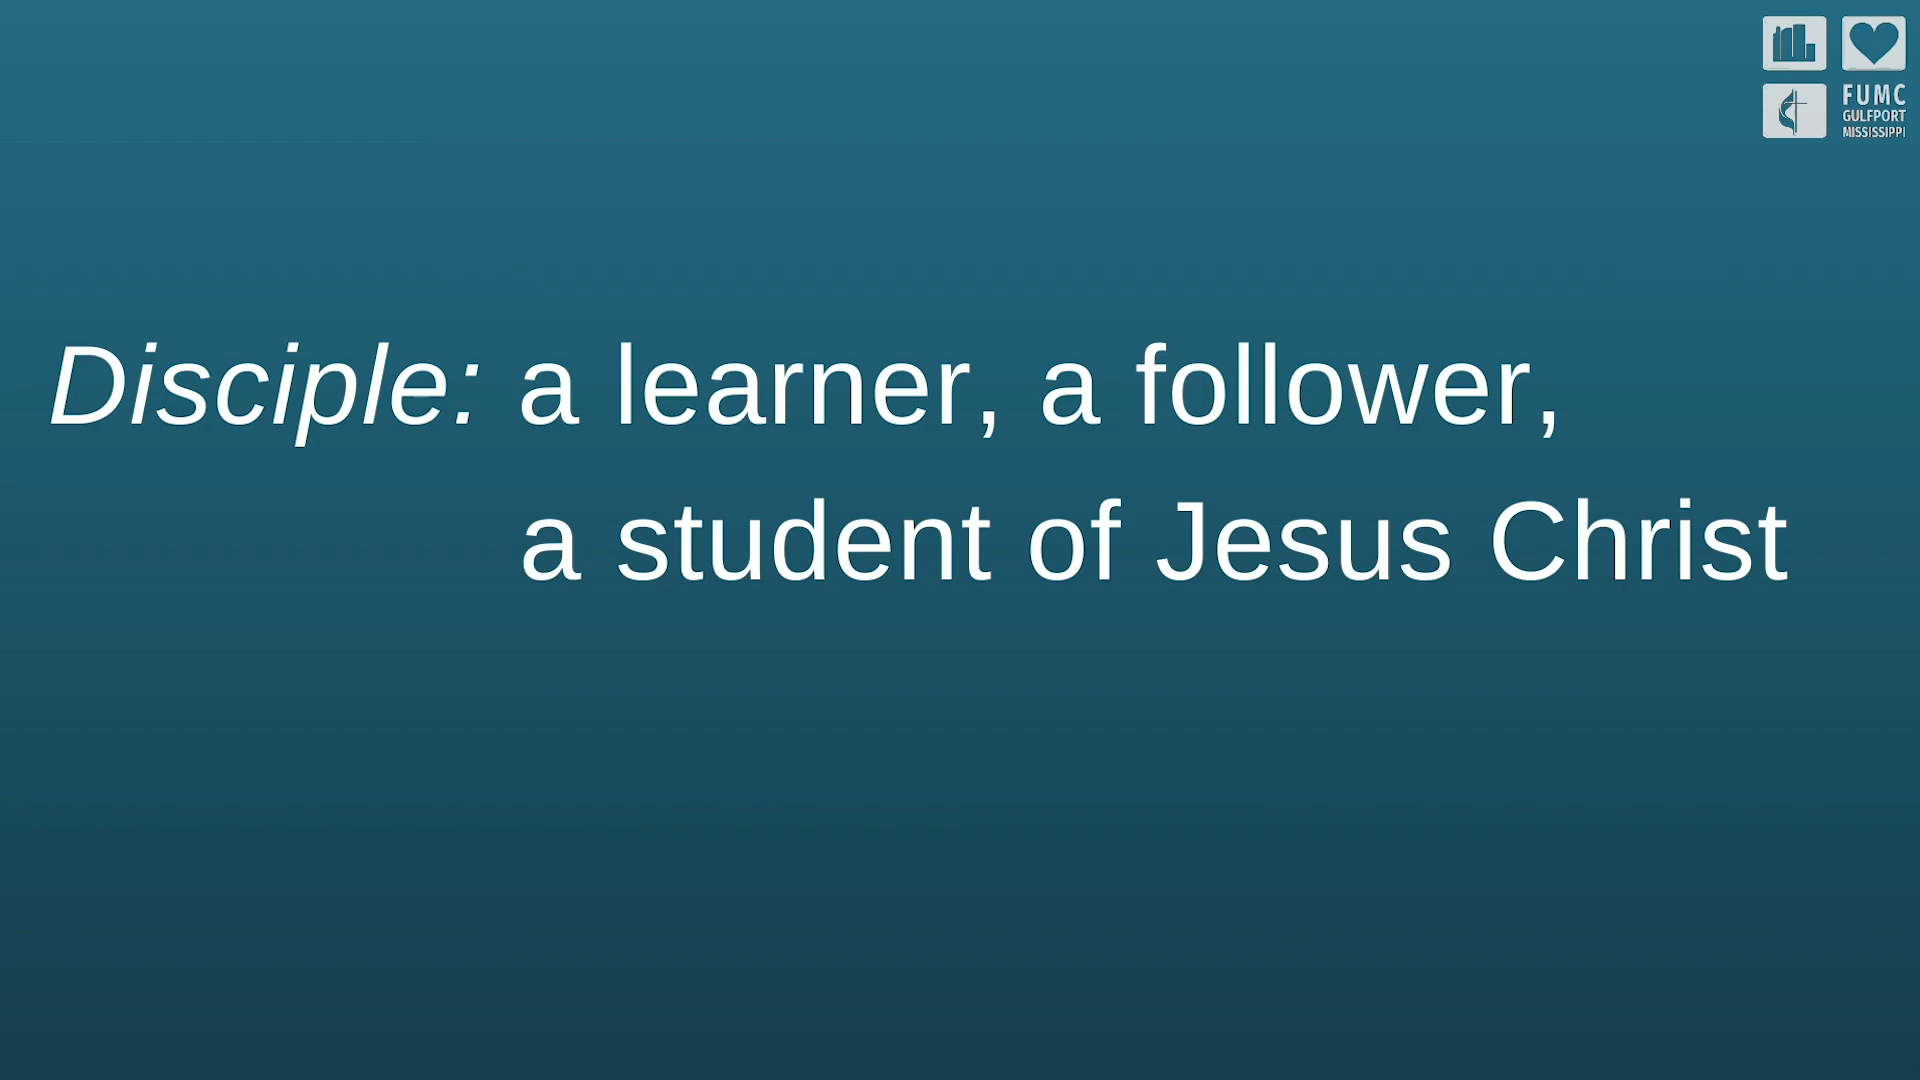 FUMC
GULFPORT
MISSISSIPPI
Disciple: a learner, a follower,
a student of Jesus Christ